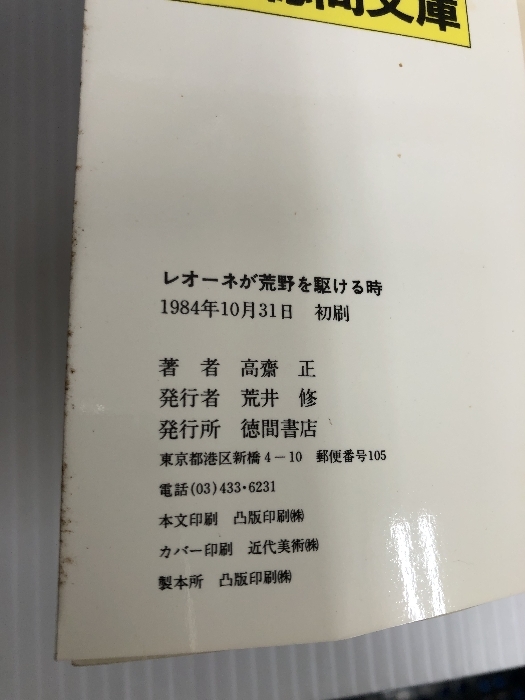 徳間文庫
レオーネが荒野を駆ける時
1984年10月31日 初刷
著者 高齋 正
発行者 荒井 修
発行所 徳間書店
東京都港区新橋4-10 郵便番号105
電話(03)433・6231
本文印刷 凸版印刷㈱
カバー印刷 近代美術㈱
製本所 凸版印刷㈱